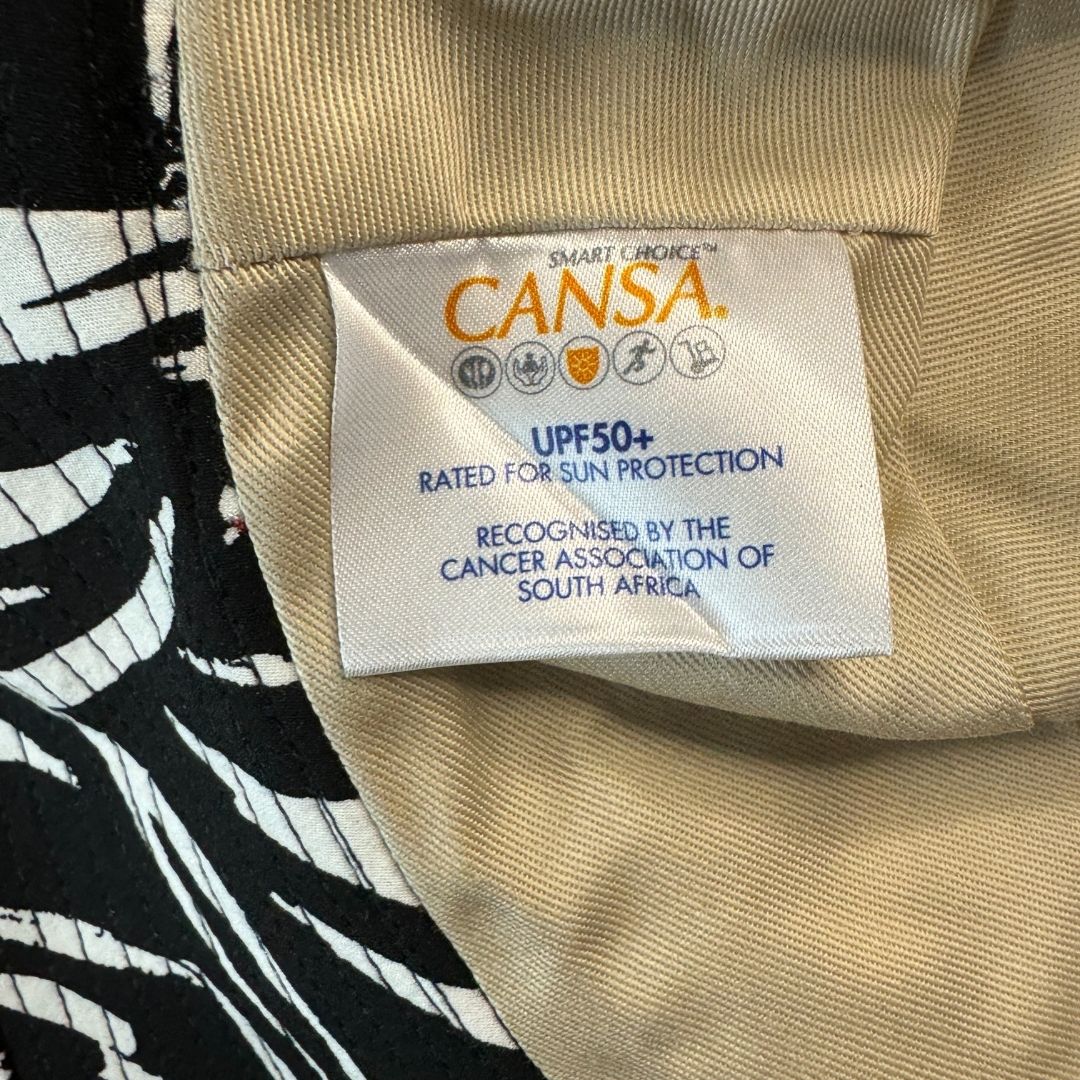 SMART CHOICE™
CANSA®
UPF50+
RATED FOR SUN PROTECTION
RECOGNISED BY THE
CANCER ASSOCIATION OF
SOUTH AFRICA